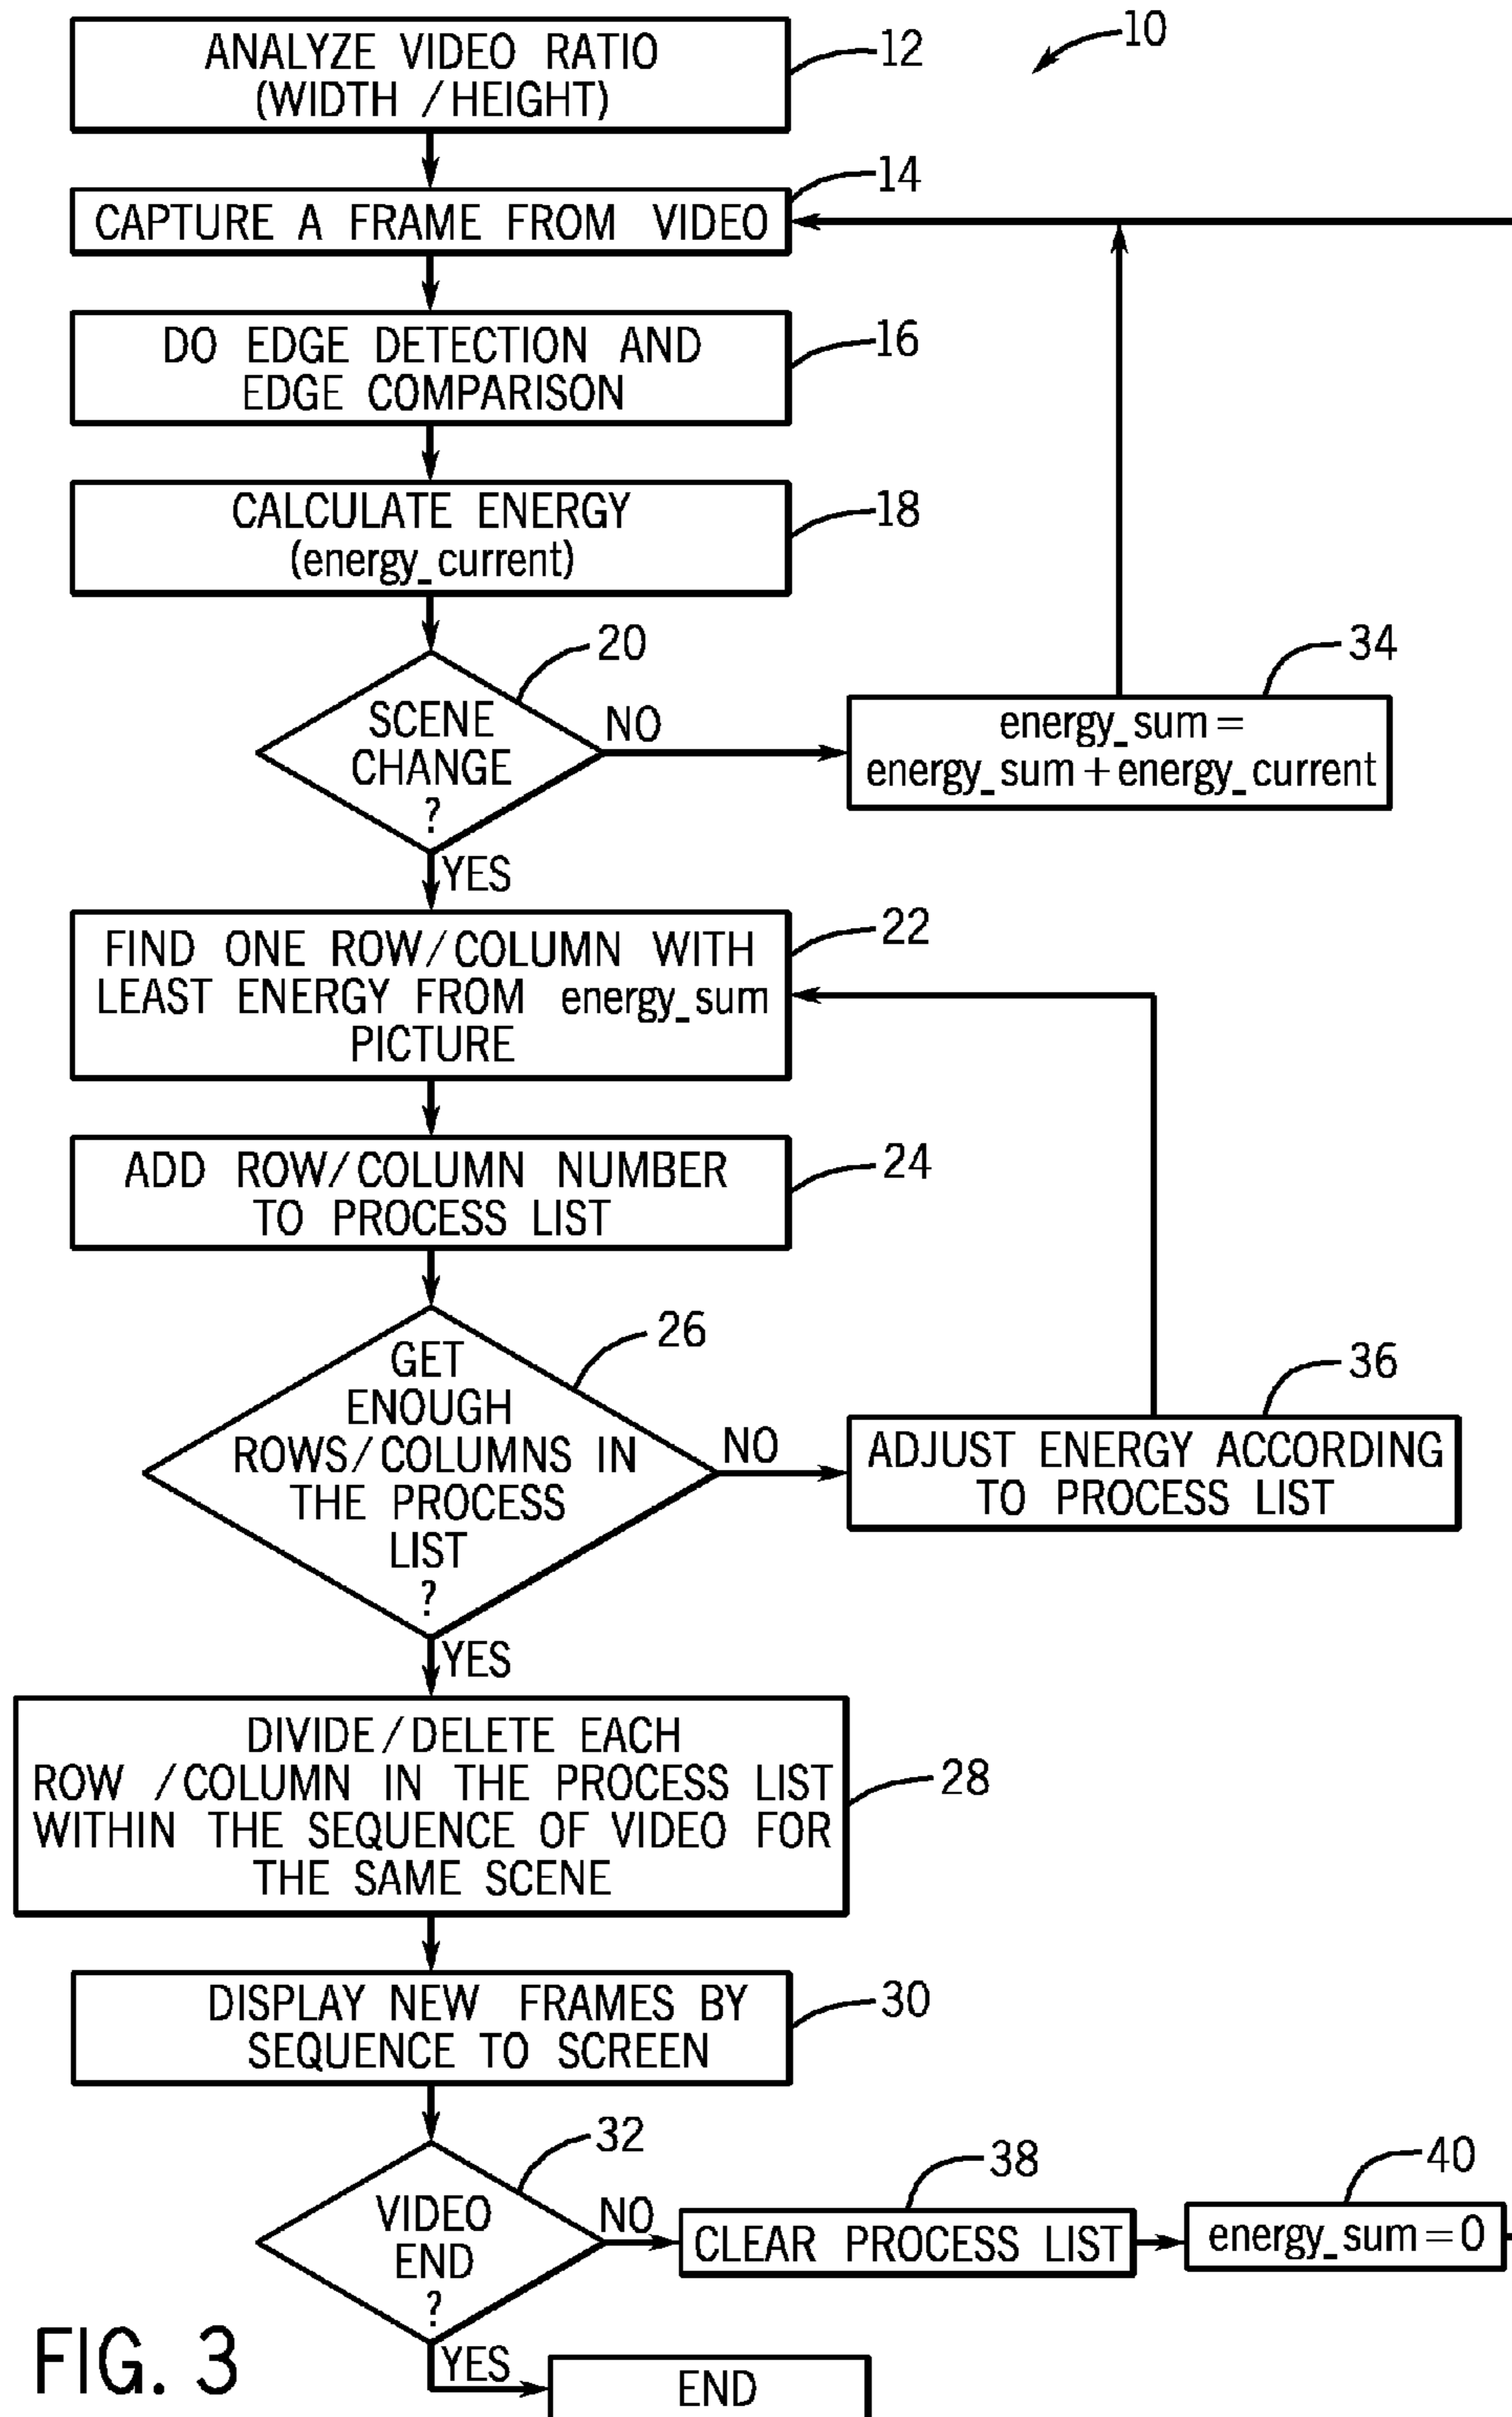 10
ANALYZE VIDEO RATIO
(WIDTH /HEIGHT)
12
CAPTURE A FRAME FROM VIDEO
14
DO EDGE DETECTION AND
EDGE COMPARISON
16
CALCULATE ENERGY
(energy_current)
18
SCENE
CHANGE
?
20
NO
energy_sum =
energy_sum + energy_current
34
YES
FIND ONE ROW/COLUMN WITH
LEAST ENERGY FROM energy_sum
PICTURE
22
ADD ROW/COLUMN NUMBER
TO PROCESS LIST
24
GET
ENOUGH
ROWS/COLUMNS IN
THE PROCESS
LIST
?
26
NO
ADJUST ENERGY ACCORDING
TO PROCESS LIST
36
YES
DIVIDE/DELETE EACH
ROW /COLUMN IN THE PROCESS LIST
WITHIN THE SEQUENCE OF VIDEO FOR
THE SAME SCENE
28
DISPLAY NEW FRAMES BY
SEQUENCE TO SCREEN
30
VIDEO
END
?
32
NO
CLEAR PROCESS LIST
38
energy_sum = 0
40
YES
END
FIG. 3